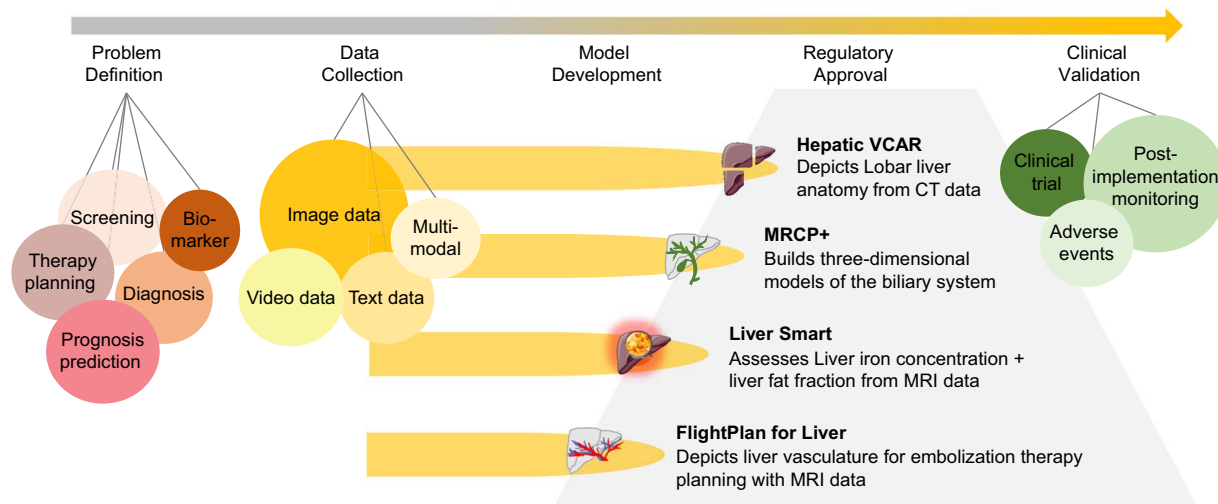 Problem
Definition
Data
Collection
Model
Development
Regulatory
Approval
Clinical
Validation
Screening
Bio-
marker
Therapy
planning
Diagnosis
Prognosis
prediction
Image data
Multi-
modal
Video data
Text data
Hepatic VCAR
Depicts Lobar liver
anatomy from CT data
MRCP+
Builds three-dimensional
models of the biliary system
Liver Smart
Assesses Liver iron concentration +
liver fat fraction from MRI data
FlightPlan for Liver
Depicts liver vasculature for embolization therapy
planning with MRI data
Clinical
trial
Post-
implementation
monitoring
Adverse
events